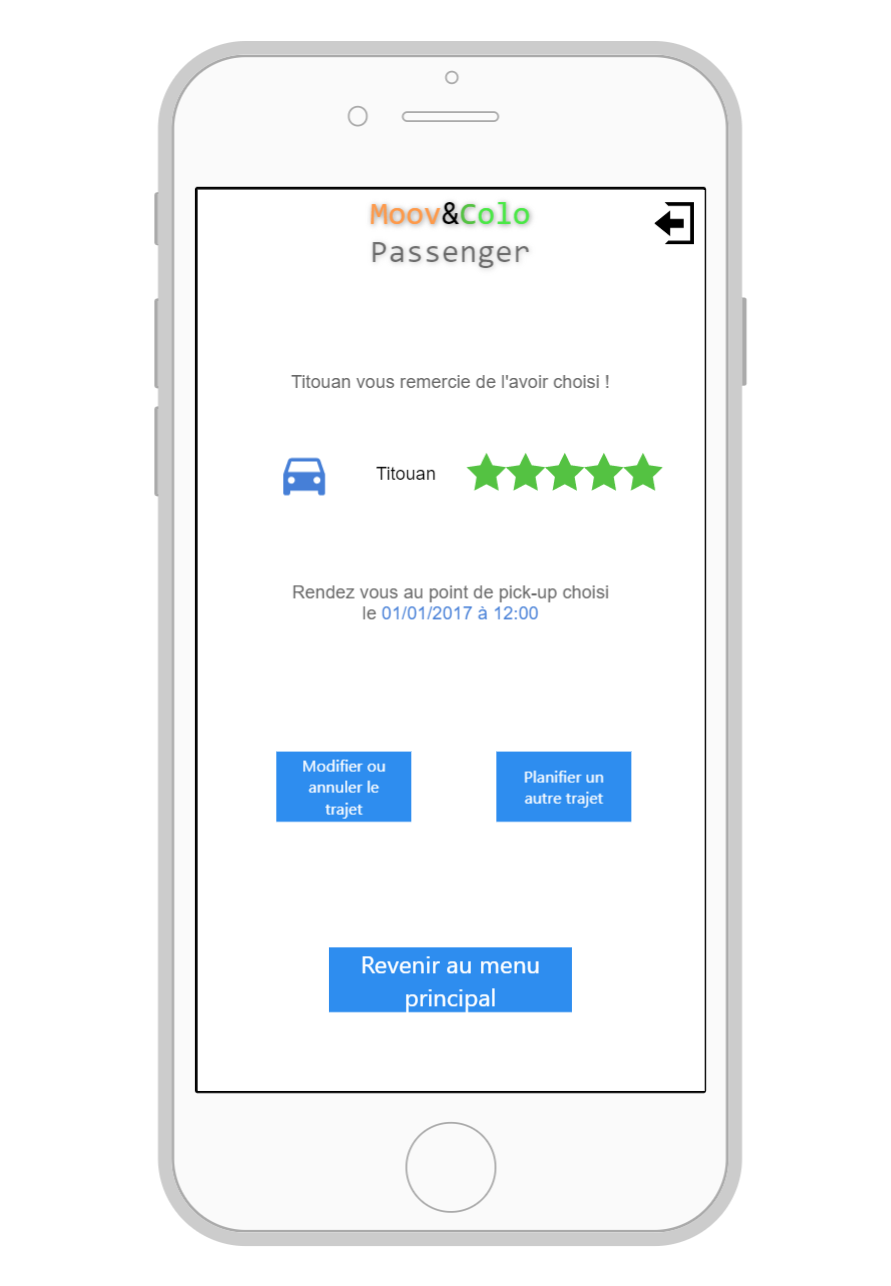 Moov&Colo
Passenger
Titouan vous remercie de l'avoir choisi !
Titouan
Rendez vous au point de pick-up choisi
le 01/01/2017 à 12:00
Modifier ou
annuler le
trajet
Planifier un
autre trajet
Revenir au menu
principal